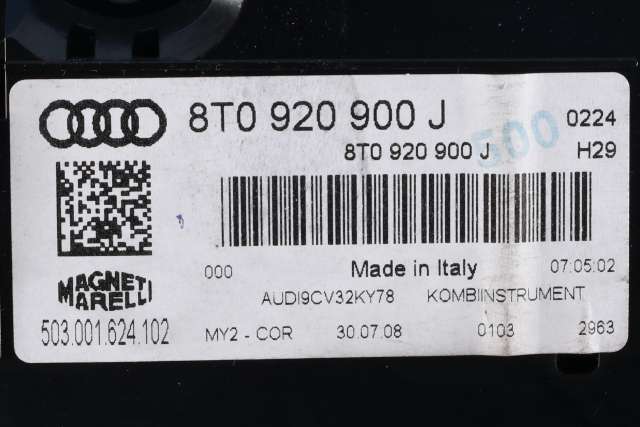 8T0 920 900 J 0224
8T0 920 900 J H29
500
000 Made in Italy 07:05:02
MAGNETI MARELLI
AUDI9CV32KY78 KOMBIINSTRUMENT
503.001.624.102 MY2 - COR 30.07.08 0103 2963